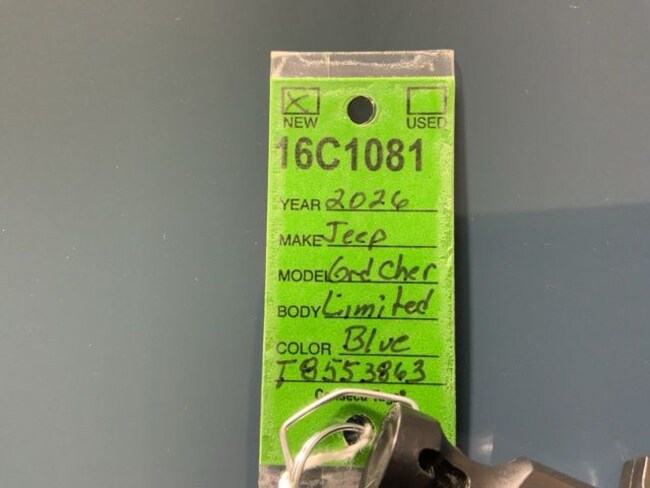 NEW USED
16C1081
YEAR 2026
MAKE Jeep
MODEL Grd Cher
BODY Limited
COLOR Blue
T8553863